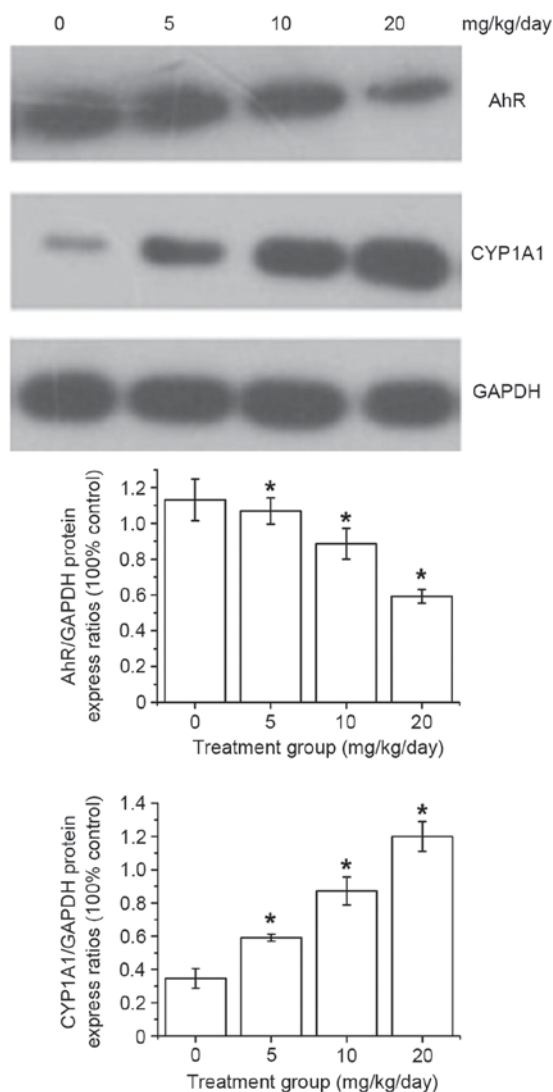 0 5 10 20 mg/kg/day
AhR
CYP1A1
GAPDH
AhR/GAPDH protein
express ratios (100% control)
1.2
1.0
0.8
0.6
0.4
0.2
0
*
*
*
0 5 10 20
Treatment group (mg/kg/day)
CYP1A1/GAPDH protein
express ratios (100% control)
1.4
1.2
1.0
0.8
0.6
0.4
0.2
0
*
*
*
0 5 10 20
Treatment group (mg/kg/day)